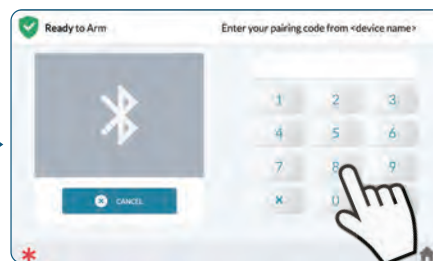 Ready to Arm
Enter your pairing code from <device name>
1 2 3
4 5 6
7 8 9
CANCEL
× 0